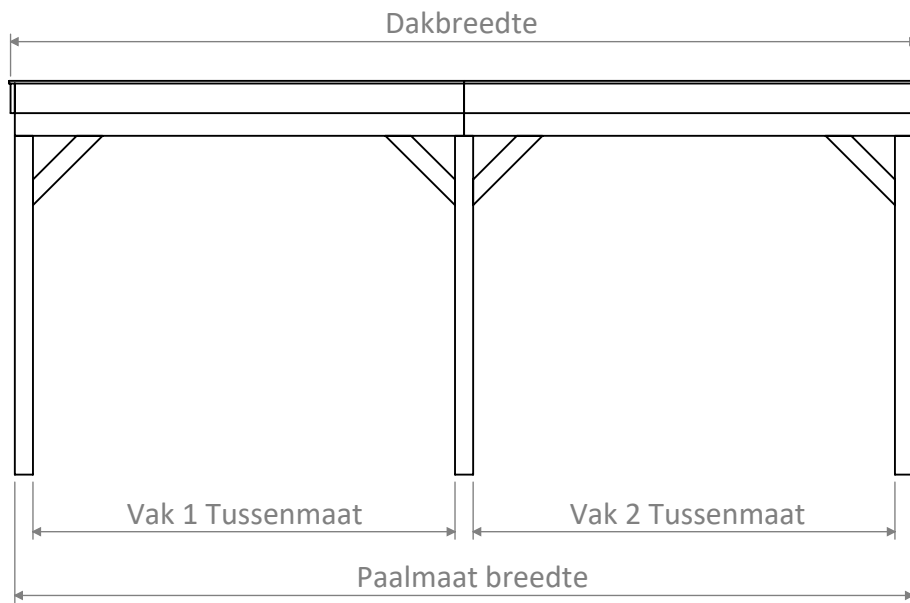 Dakbreedte
Vak 1 Tussenmaat
Vak 2 Tussenmaat
Paalmaat breedte